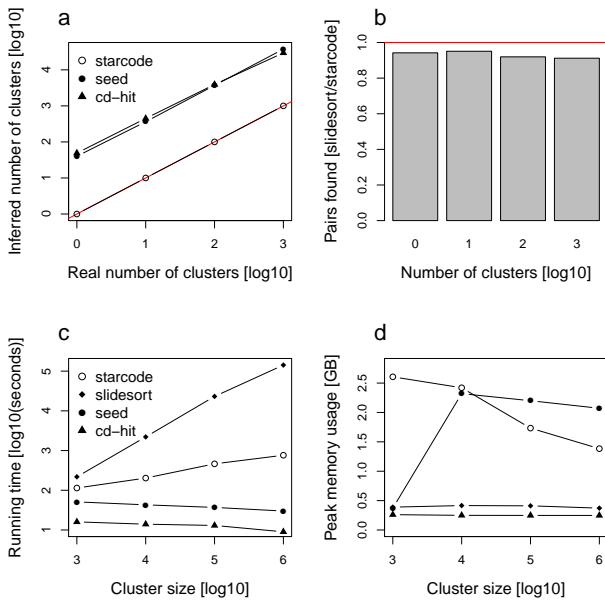 a
Inferred number of clusters [log10]
4
3
2
1
0
starcode
seed
cd−hit
0 1 2 3
Real number of clusters [log10]
b
Pairs found [slidesort/starcode]
1.0
0.8
0.6
0.4
0.2
0.0
0 1 2 3
Number of clusters [log10]
c
Running time [log10(seconds)]
5
4
3
2
1
starcode
slidesort
seed
cd−hit
3 4 5 6
Cluster size [log10]
d
Peak memory usage [GB]
2.5
2.0
1.5
1.0
0.5
0.0
3 4 5 6
Cluster size [log10]